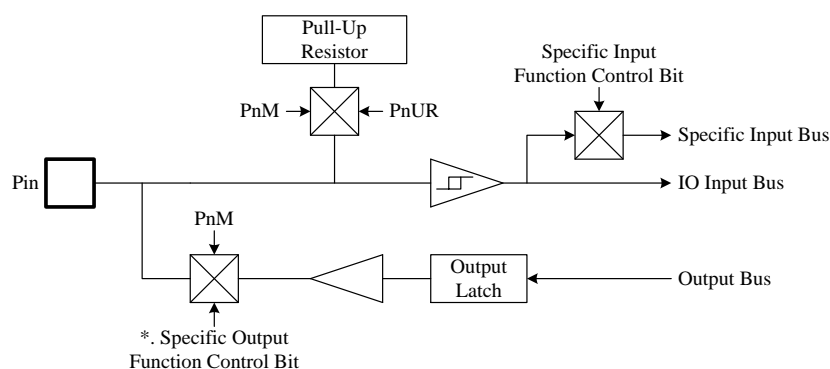 Pull-Up
Resistor
Specific Input
Function Control Bit
PnM
PnUR
Specific Input Bus
Pin
IO Input Bus
PnM
Output
Latch
Output Bus
*. Specific Output
Function Control Bit